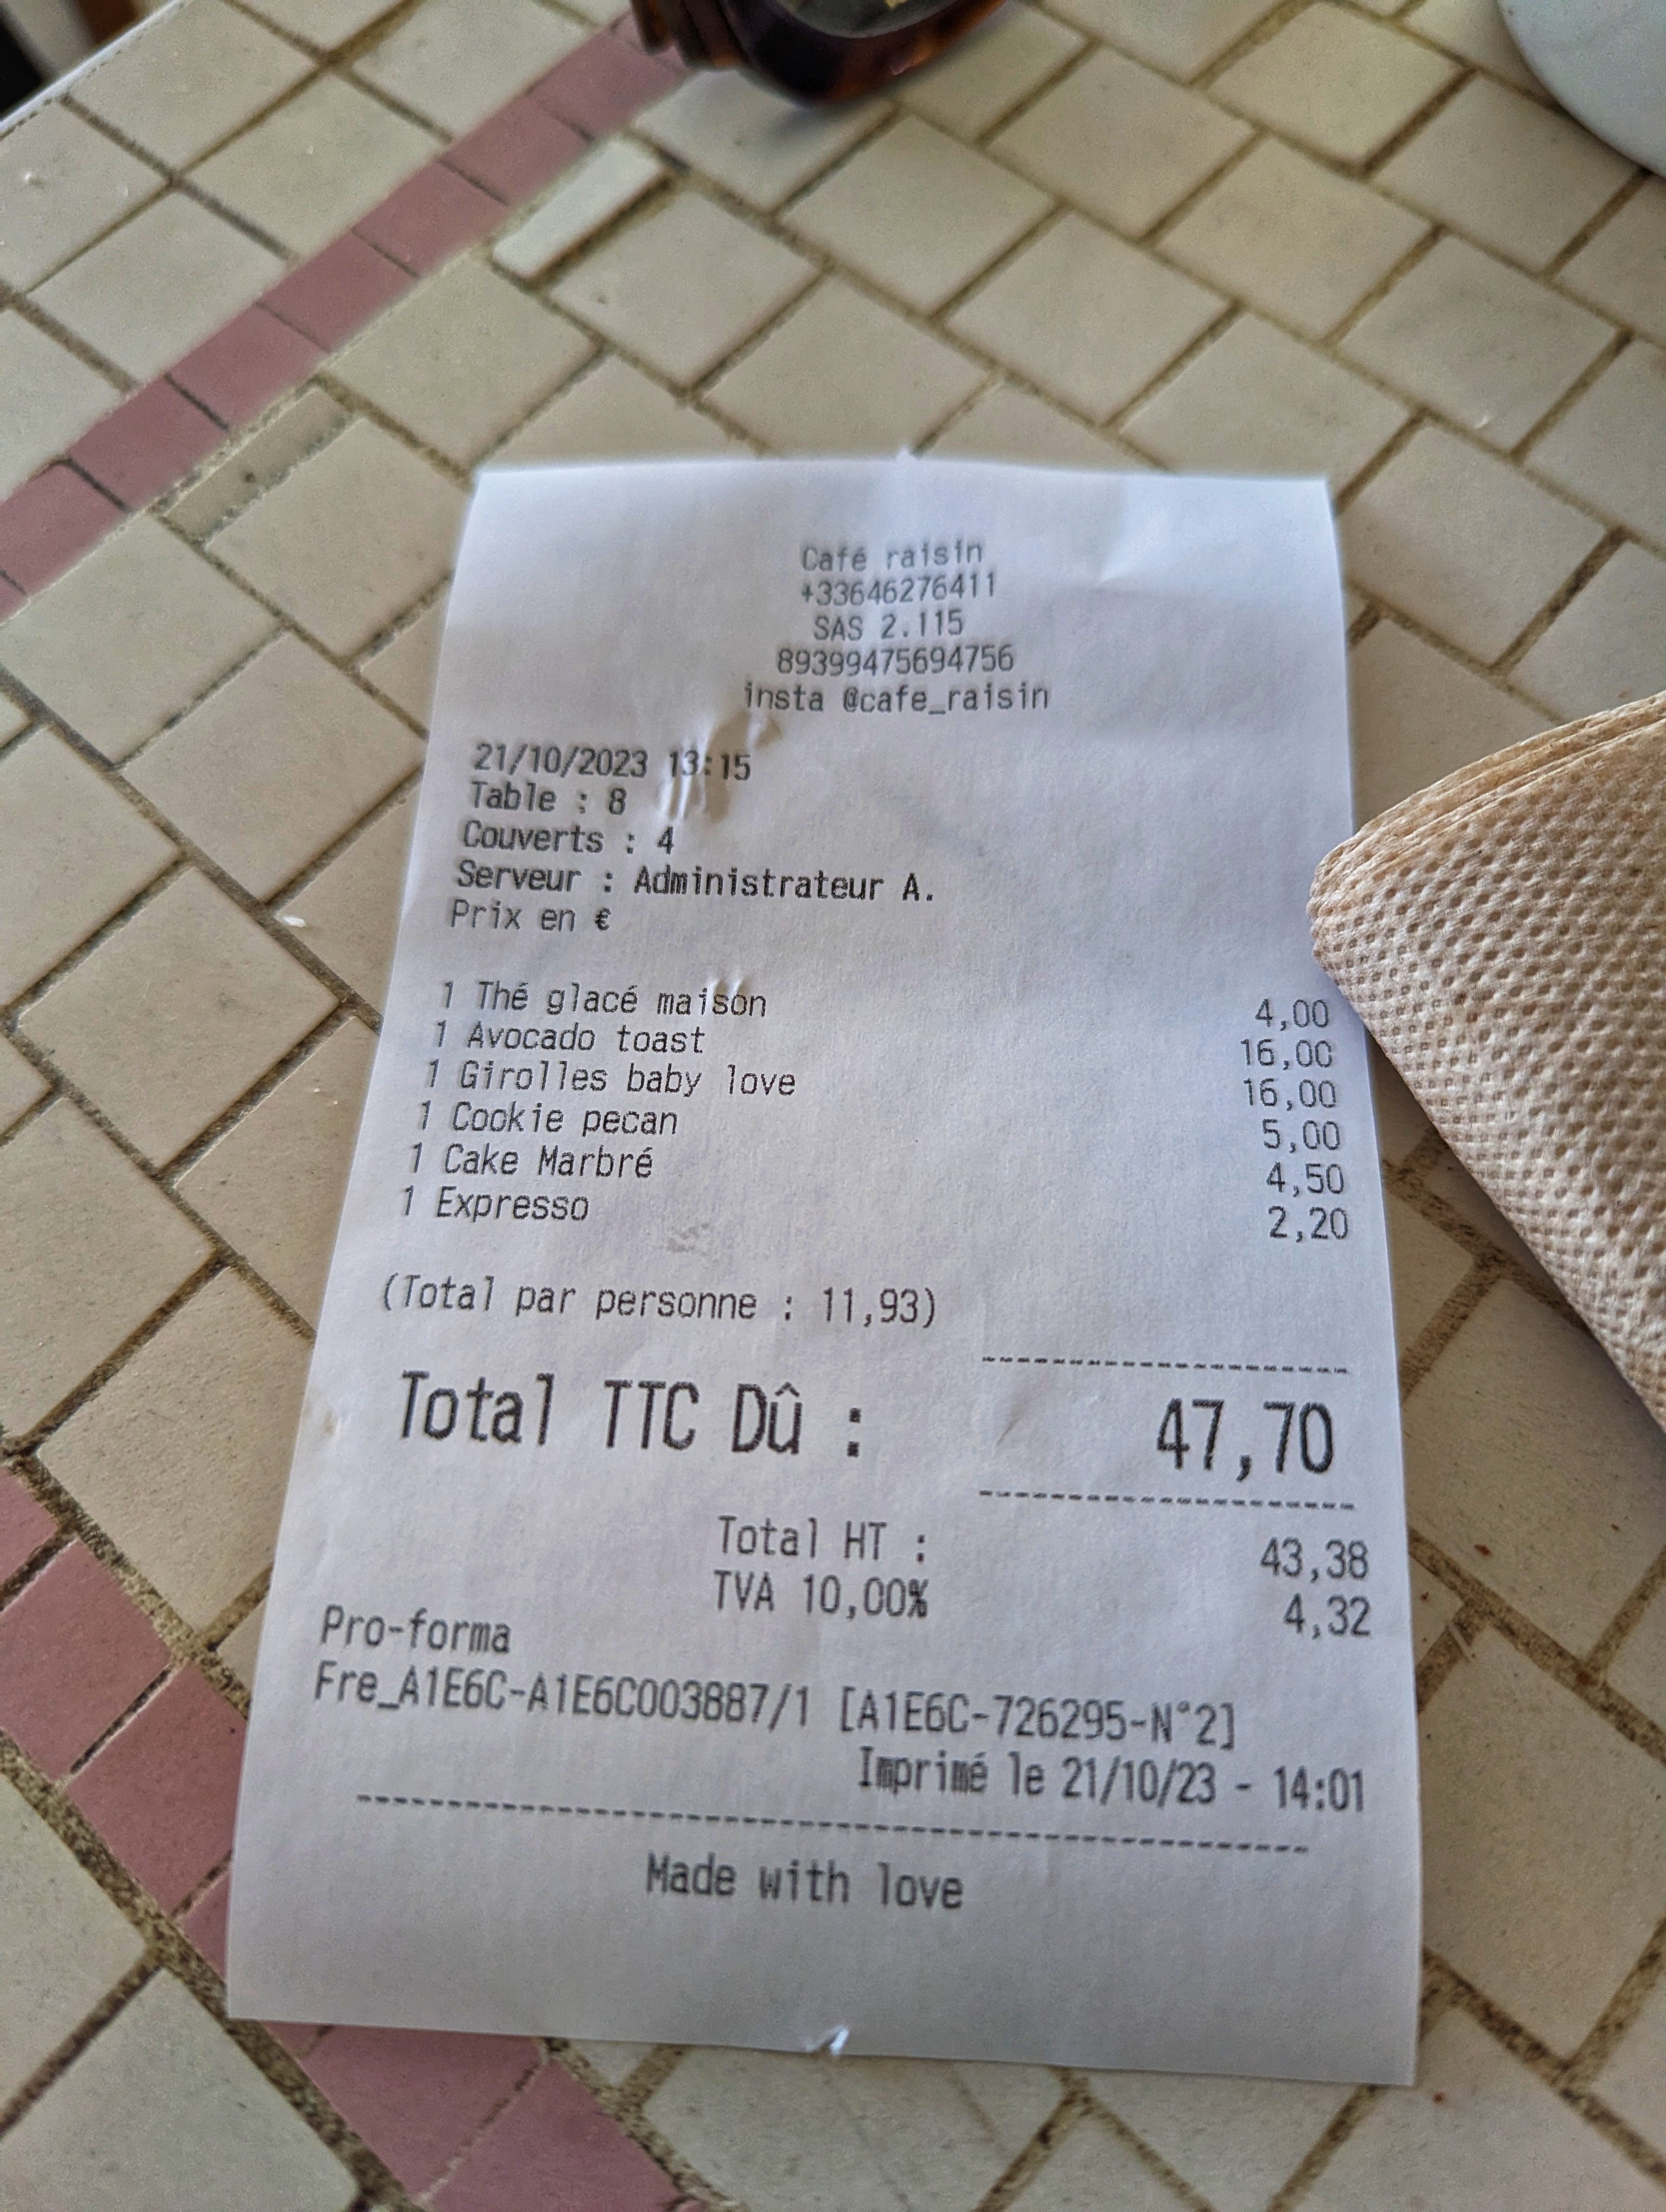 Café raisin
+33646276411
SAS 2.115
89399475694756
insta @cafe_raisin
21/10/2023 13:15
Table : 8
Couverts : 4
Serveur : Administrateur A.
Prix en €
1 Thé glacé maison 4,00
1 Avocado toast 16,00
1 Girolles baby love 16,00
1 Cookie pecan 5,00
1 Cake Marbré 4,50
1 Expresso 2,20
(Total par personne : 11,93)
Total TTC Dû : 47,70
Total HT : 43,38
TVA 10,00% 4,32
Pro-forma
Fre_A1E6C-A1E6C003887/1 [A1E6C-726295-N°2]
Imprimé le 21/10/23 - 14:01
Made with love